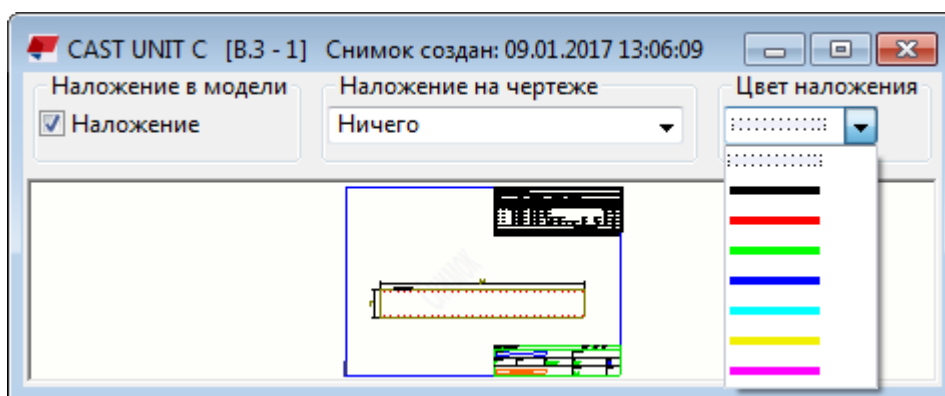 CAST UNIT C [B.3 - 1] Снимок создан: 09.01.2017 13:06:09
Наложение в модели Наложение на чертеже Цвет наложения
Наложение Ничего